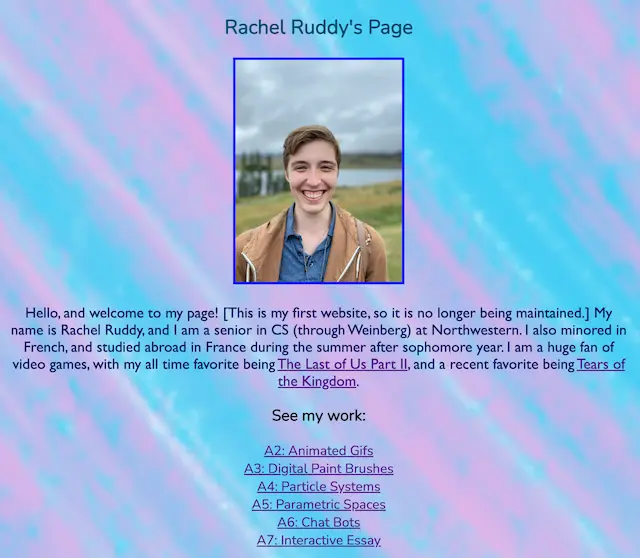 Rachel Ruddy's Page
Hello, and welcome to my page! [This is my first website, so it is no longer being maintained.] My
name is Rachel Ruddy, and I am a senior in CS (through Weinberg) at Northwestern. I also minored in
French, and studied abroad in France during the summer after sophomore year. I am a huge fan of
video games, with my all time favorite being The Last of Us Part II, and a recent favorite being Tears of
the Kingdom.
See my work:
A2: Animated Gifs
A3: Digital Paint Brushes
A4: Particle Systems
A5: Parametric Spaces
A6: Chat Bots
A7: Interactive Essay